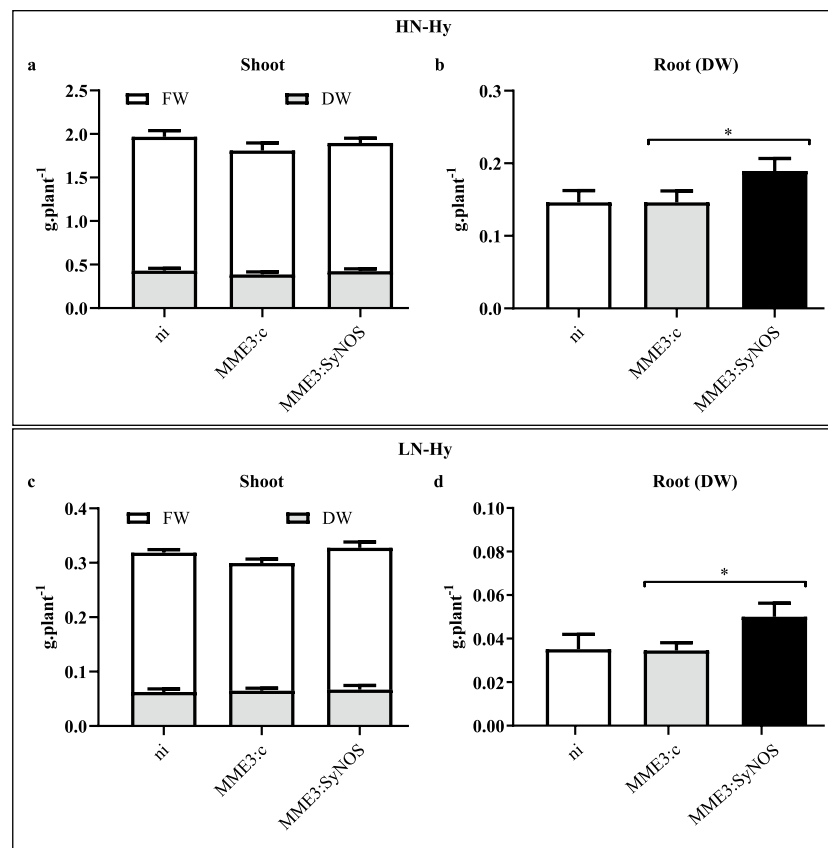 HN-Hy
a
Shoot
FW DW
g.plant⁻¹
2.5
2.0
1.5
1.0
0.5
0.0
ni
MME3:c
MME3:SyNOS
b
Root (DW)
*
g.plant⁻¹
0.3
0.2
0.1
0.0
ni
MME3:c
MME3:SyNOS
LN-Hy
c
Shoot
FW DW
g.plant⁻¹
0.4
0.3
0.2
0.1
0.0
ni
MME3:c
MME3:SyNOS
d
Root (DW)
*
g.plant⁻¹
0.10
0.08
0.06
0.04
0.02
0.00
ni
MME3:c
MME3:SyNOS